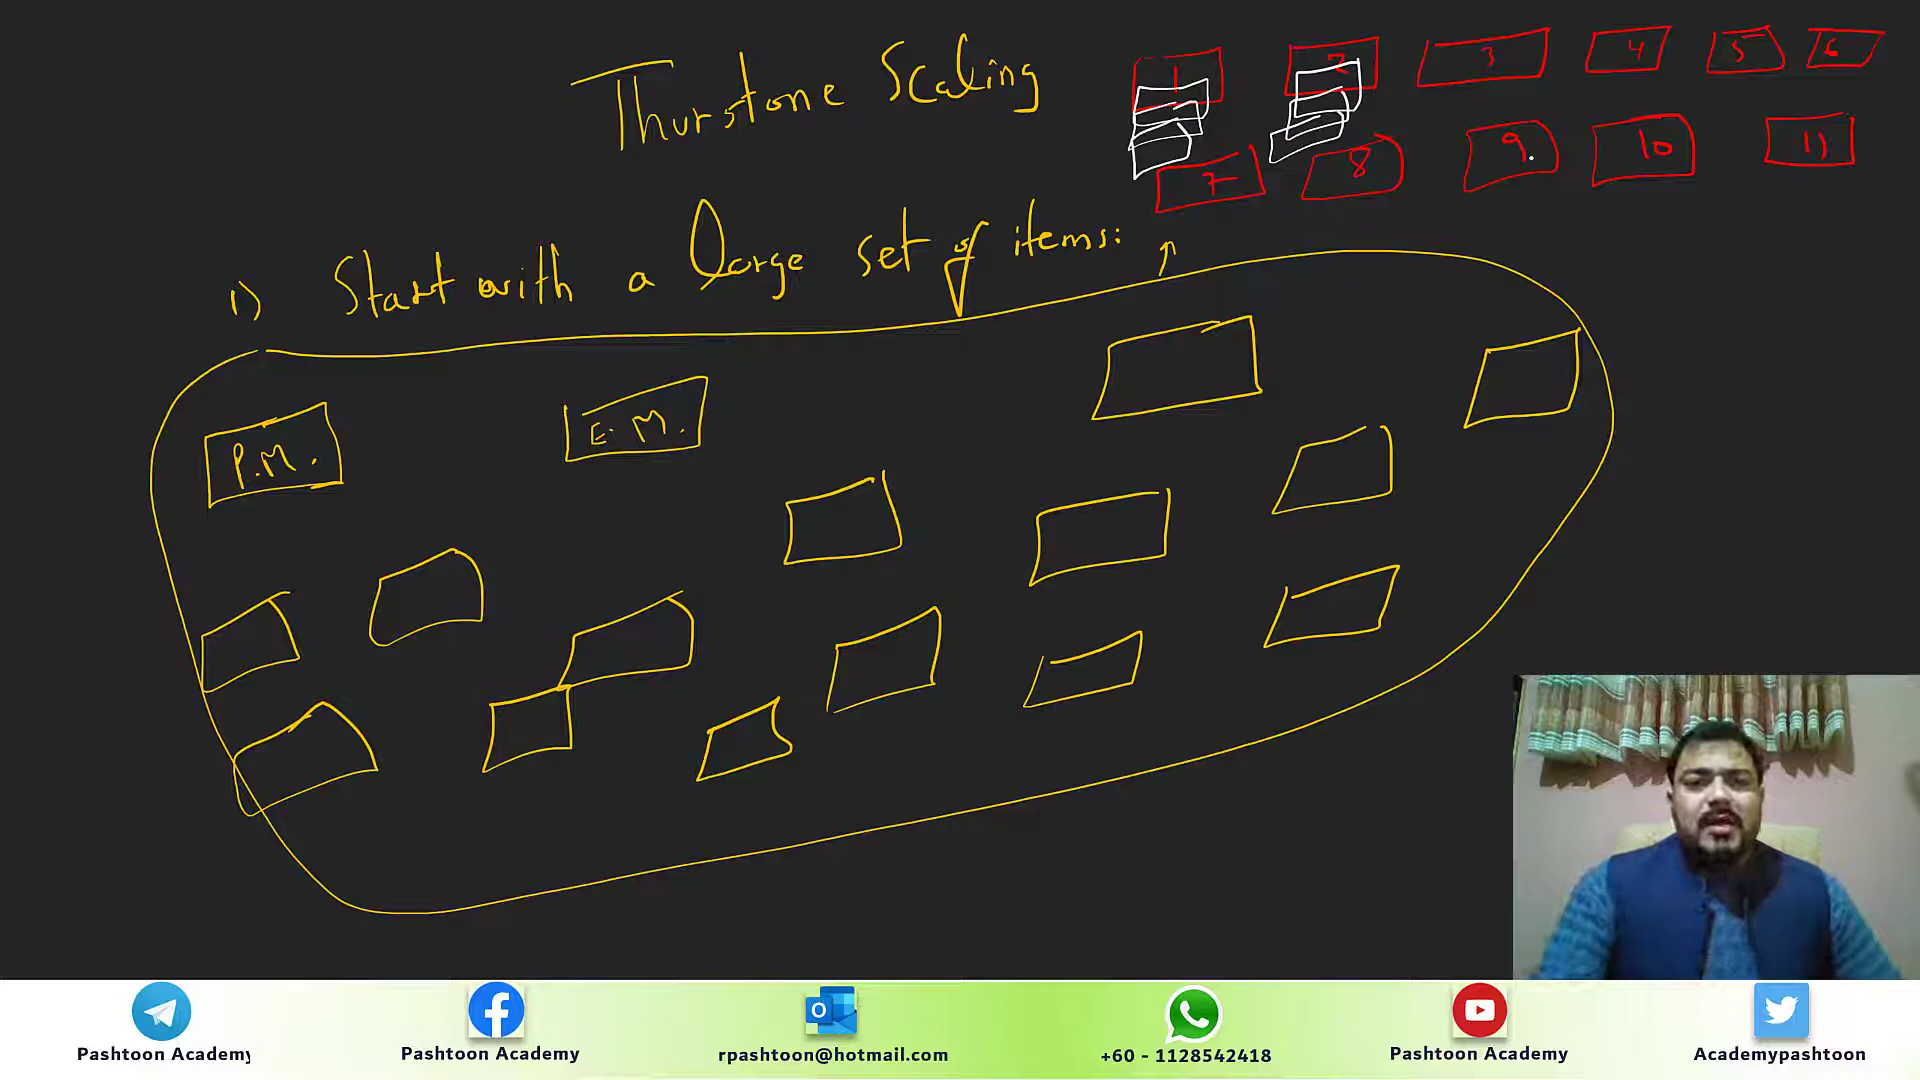 Thurstone Scaling
1 2 3 4 5 6
7 8 9 10 11
1) Start with a large set of items:
P.M. E.M.
Pashtoon Academy Pashtoon Academy rpashtoon@hotmail.com +60 - 1128542418 Pashtoon Academy Academypashtoon